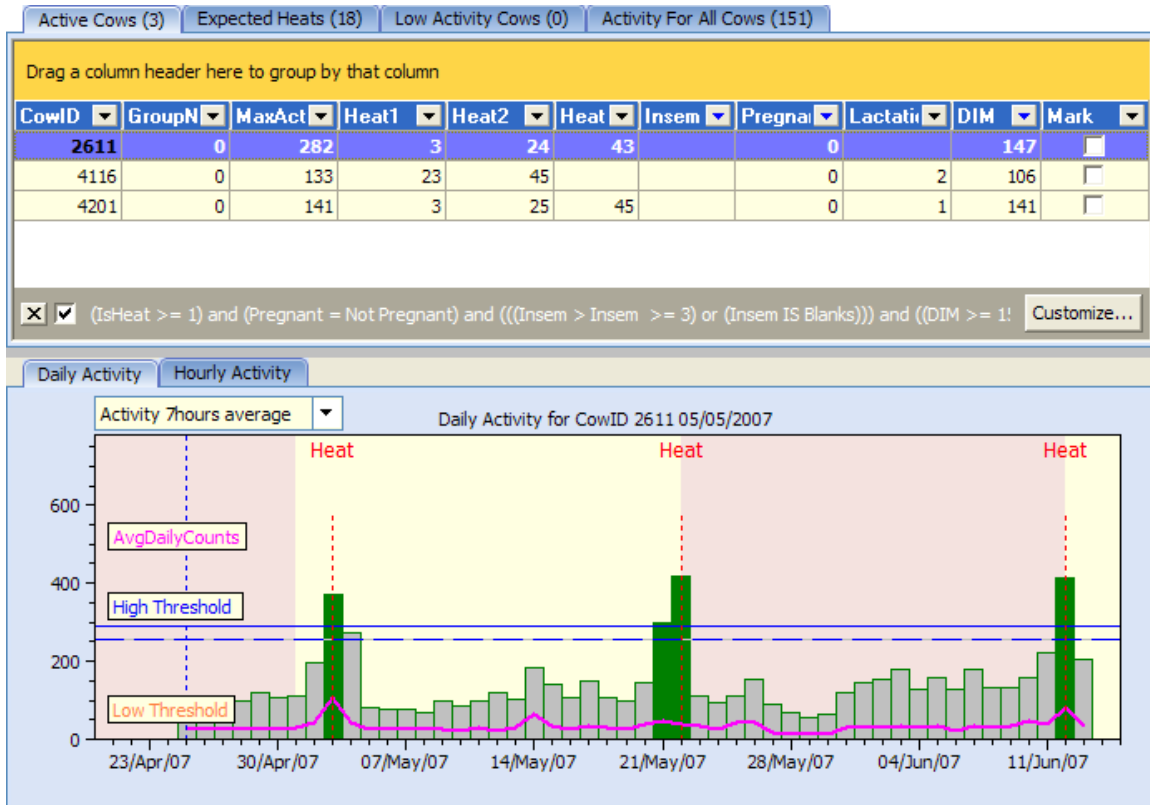 Active Cows (3) Expected Heats (18) Low Activity Cows (0) Activity For All Cows (151)
Drag a column header here to group by that column
CowID GroupN MaxAct Heat1 Heat2 Heat Insem Pregna Lactati DIM Mark
2611 0 282 3 24 43 0 147
4116 0 133 23 45 0 2 106
4201 0 141 3 25 45 0 1 141
(IsHeat >= 1) and (Pregnant = Not Pregnant) and (((Insem > Insem >= 3) or (Insem IS Blanks))) and ((DIM >= 1 Customize...
Daily Activity Hourly Activity
Activity 7hours average
Daily Activity for CowID 2611 05/05/2007
Heat Heat Heat
600
AvgDailyCounts
400
High Threshold
200
Low Threshold
0
23/Apr/07 30/Apr/07 07/May/07 14/May/07 21/May/07 28/May/07 04/Jun/07 11/Jun/07